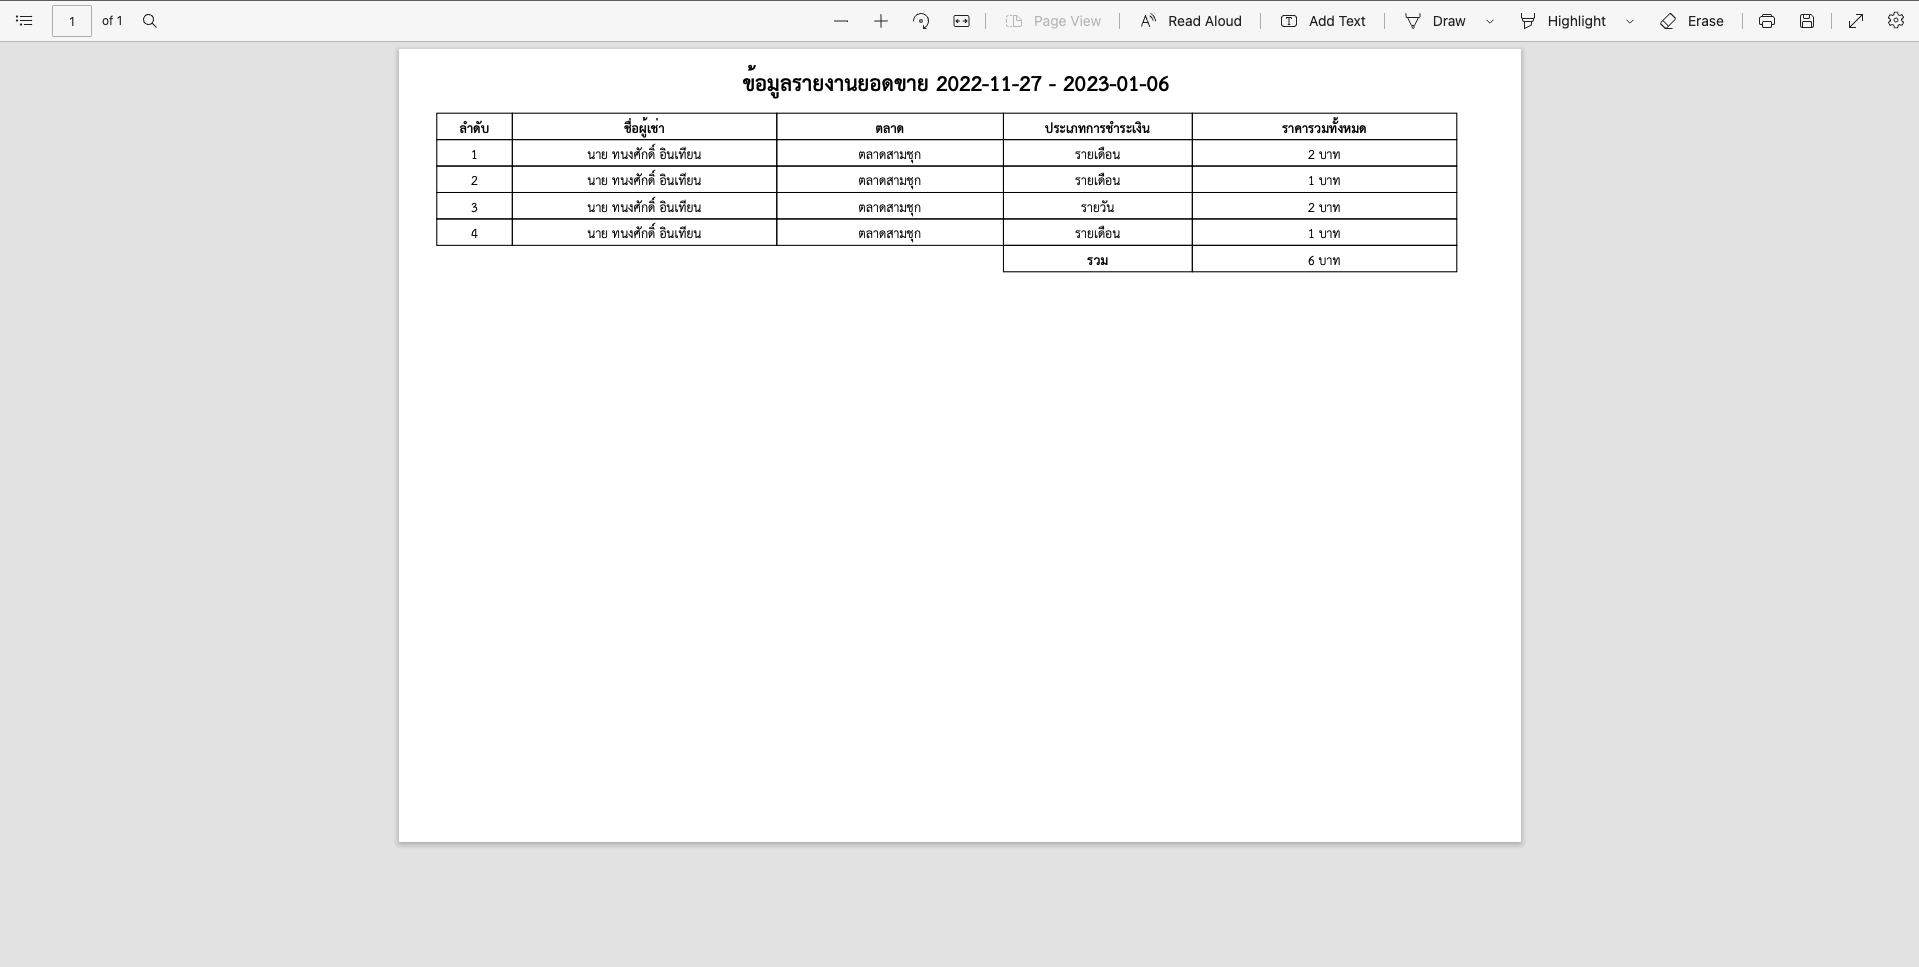 1 of 1 Page View Read Aloud Add Text Draw Highlight Erase
ข้อมูลรายงานยอดขาย 2022-11-27 - 2023-01-06
ลำดับ ชื่อผู้เช่า ตลาด ประเภทการชำระเงิน ราคารวมทั้งหมด
1 นาย ทนงศักดิ์ อินเทียน ตลาดสามชุก รายเดือน 2 บาท
2 นาย ทนงศักดิ์ อินเทียน ตลาดสามชุก รายเดือน 1 บาท
3 นาย ทนงศักดิ์ อินเทียน ตลาดสามชุก รายวัน 2 บาท
4 นาย ทนงศักดิ์ อินเทียน ตลาดสามชุก รายเดือน 1 บาท
รวม 6 บาท